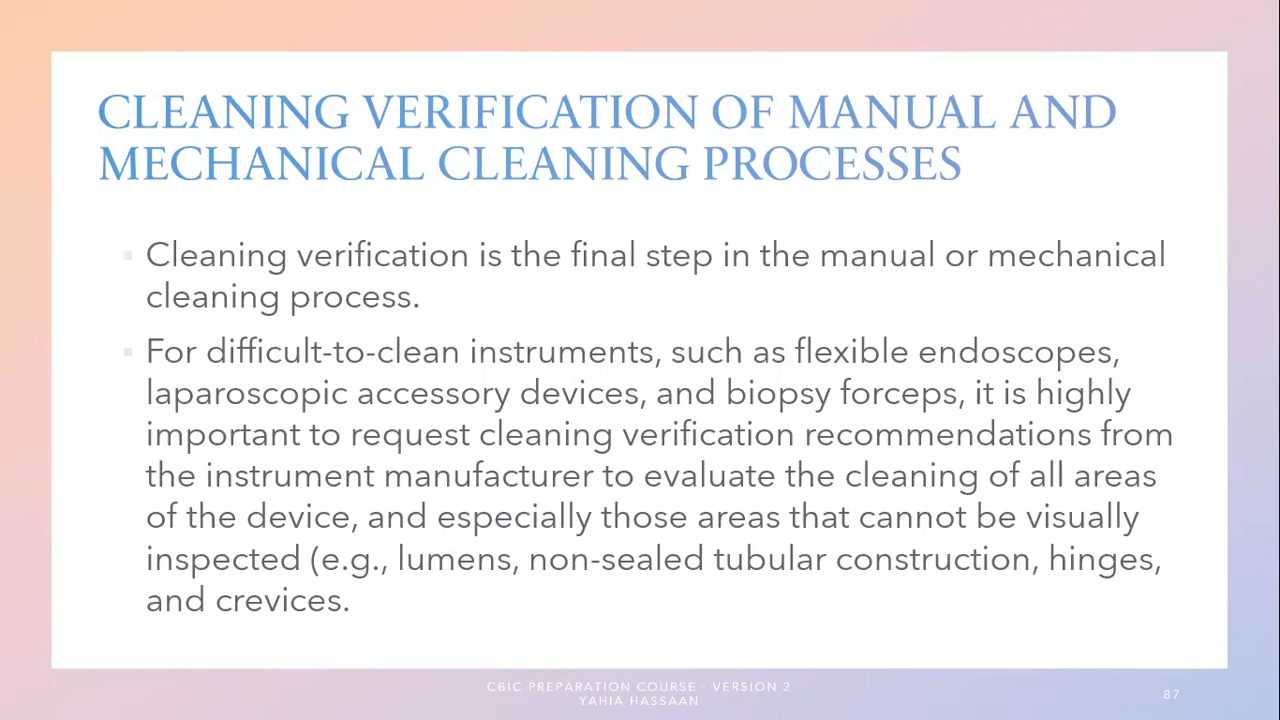 CLEANING VERIFICATION OF MANUAL AND
MECHANICAL CLEANING PROCESSES
Cleaning verification is the final step in the manual or mechanical
cleaning process.
For difficult-to-clean instruments, such as flexible endoscopes,
laparoscopic accessory devices, and biopsy forceps, it is highly
important to request cleaning verification recommendations from
the instrument manufacturer to evaluate the cleaning of all areas
of the device, and especially those areas that cannot be visually
inspected (e.g., lumens, non-sealed tubular construction, hinges,
and crevices.
CBIC PREPARATION COURSE - VERSION 2
YAHIA HASSAAN
87